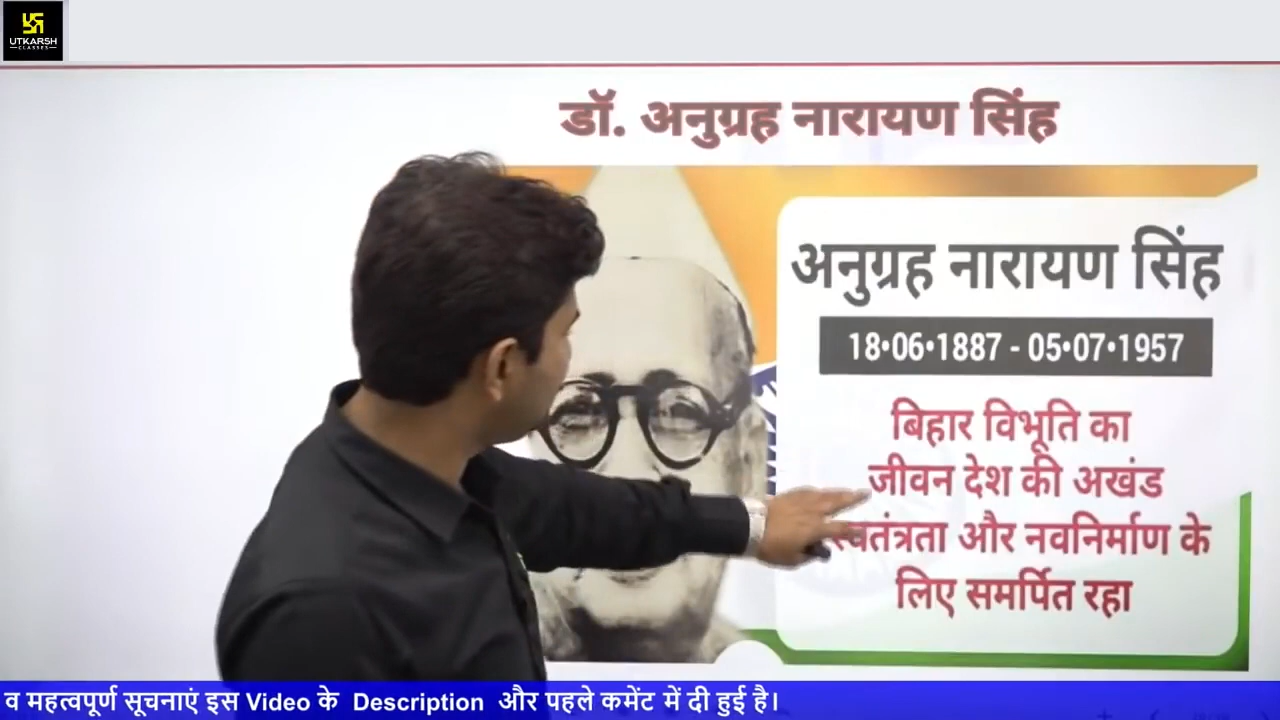 UTKARSH
CLASSES
डॉ. अनुग्रह नारायण सिंह
अनुग्रह नारायण सिंह
18•06•1887 - 05•07•1957
बिहार विभूति का
जीवन देश की अखंड
स्वतंत्रता और नवनिर्माण के
लिए समर्पित रहा
व महत्वपूर्ण सूचनाएं इस Video के Description और पहले कमेंट में दी हुई है।